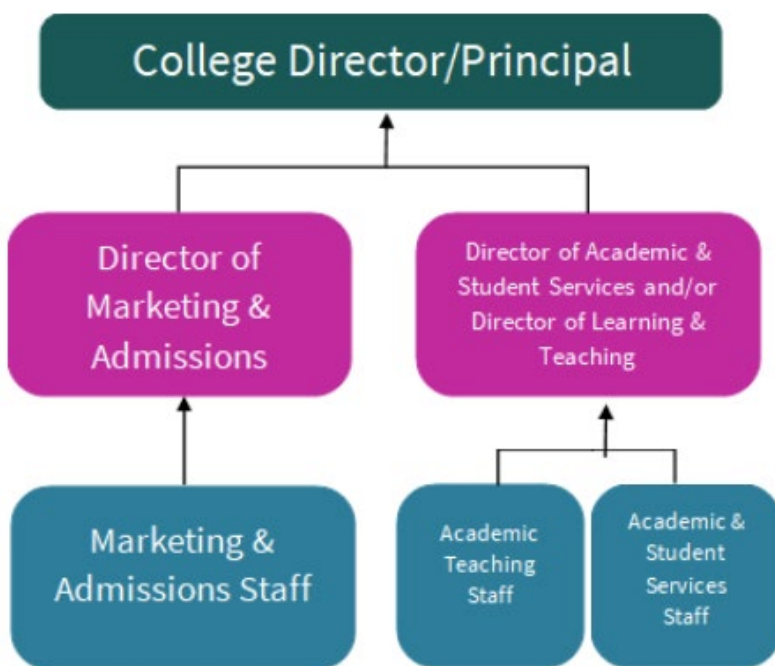 College Director/Principal
Director of
Marketing &
Admissions
Director of Academic &
Student Services and/or
Director of Learning &
Teaching
Marketing &
Admissions Staff
Academic
Teaching
Staff
Academic &
Student
Services
Staff